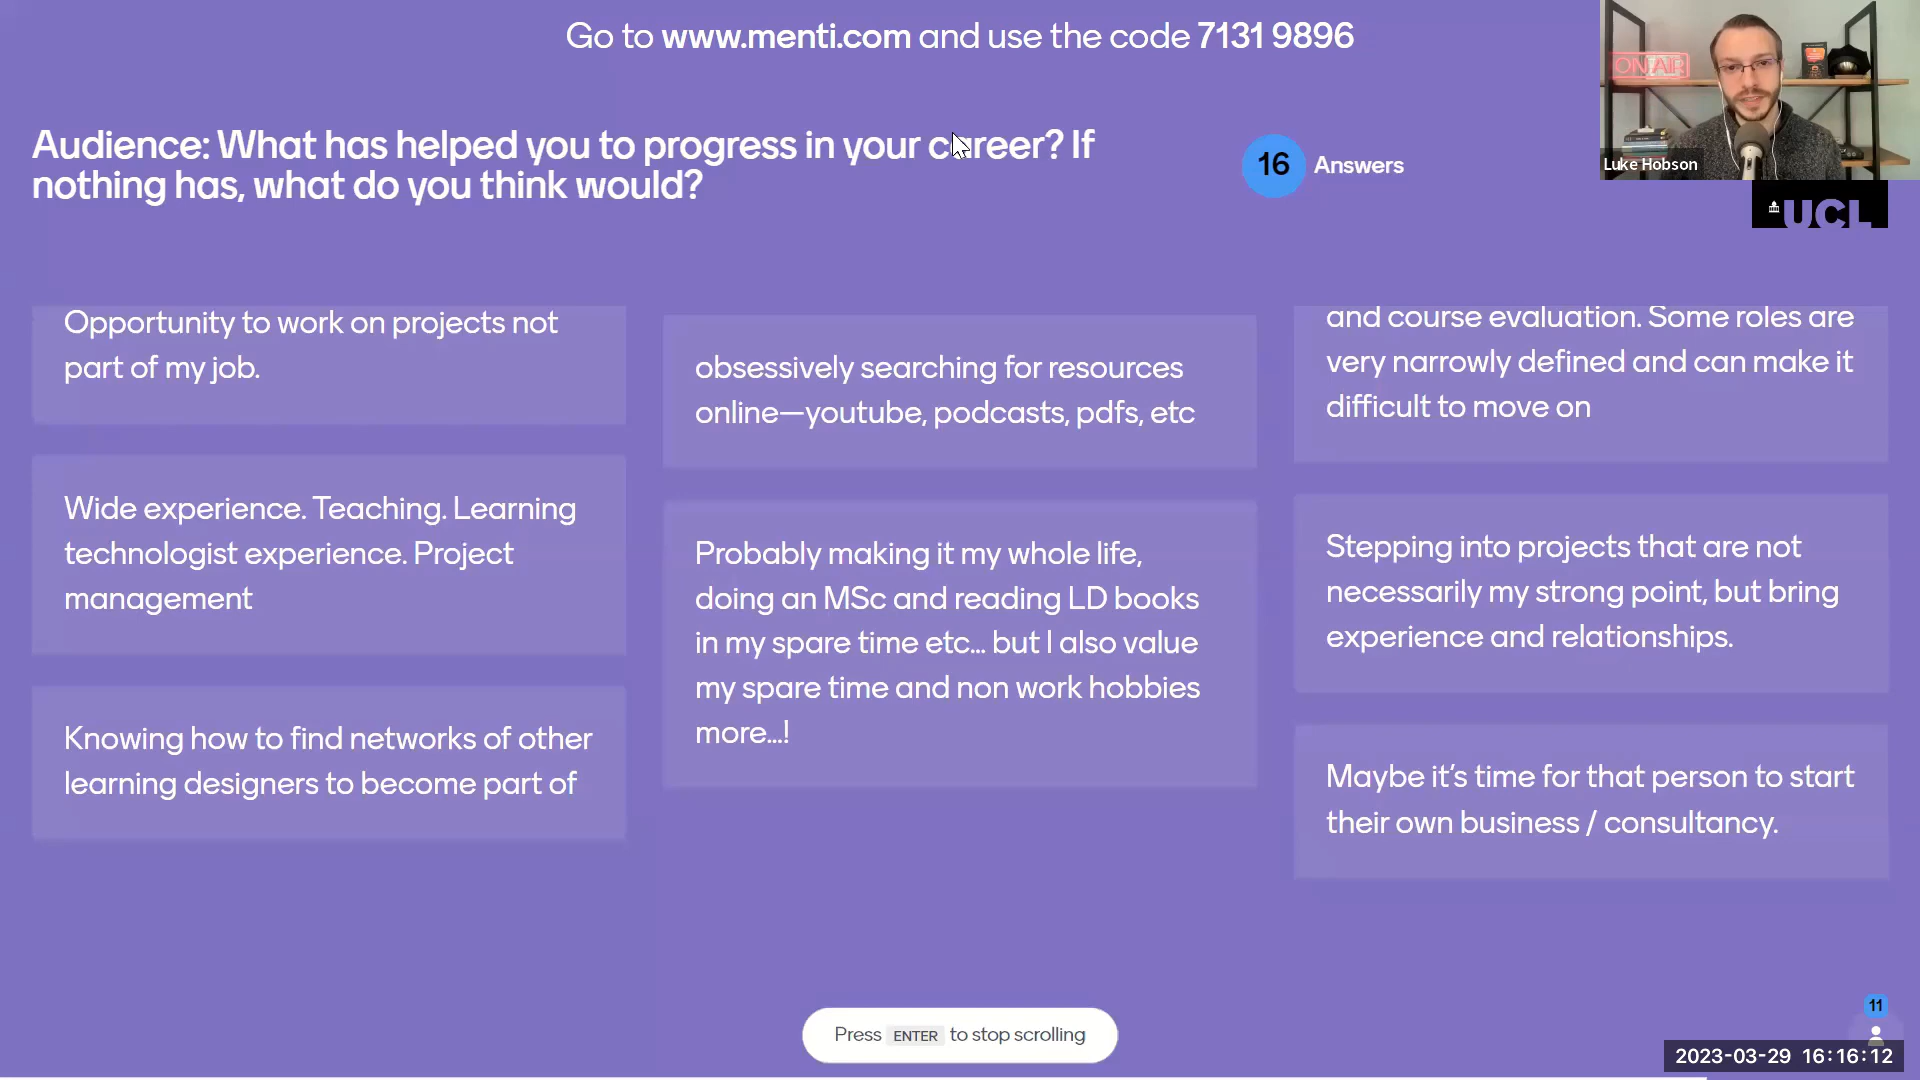 Go to www.menti.com and use the code 7131 9896
Audience: What has helped you to progress in your career? If
nothing has, what do you think would?
16 Answers
ON AIR
Luke Hobson
UCL
Opportunity to work on projects not
part of my job.
Wide experience. Teaching. Learning
technologist experience. Project
management
Knowing how to find networks of other
learning designers to become part of
obsessively searching for resources
online—youtube, podcasts, pdfs, etc
Probably making it my whole life,
doing an MSc and reading LD books
in my spare time etc... but I also value
my spare time and non work hobbies
more...!
and course evaluation. Some roles are
very narrowly defined and can make it
difficult to move on
Stepping into projects that are not
necessarily my strong point, but bring
experience and relationships.
Maybe it's time for that person to start
their own business / consultancy.
Press ENTER to stop scrolling
11
2023-03-29 16:16:12